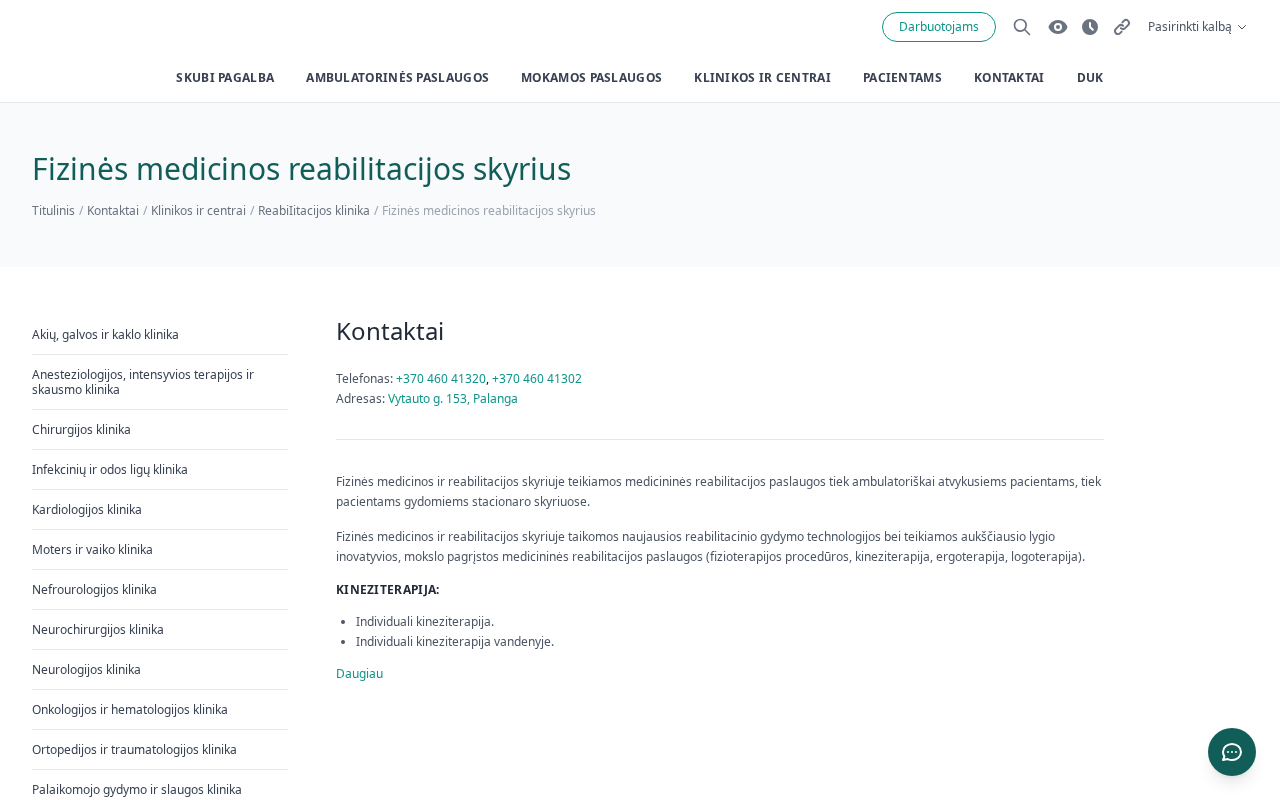 Darbuotojams
Pasirinkti kalbą
SKUBI PAGALBA
AMBULATORINĖS PASLAUGOS
MOKAMOS PASLAUGOS
KLINIKOS IR CENTRAI
PACIENTAMS
KONTAKTAI
DUK
Fizinės medicinos reabilitacijos skyrius
Titulinis / Kontaktai / Klinikos ir centrai / ReabiIitacijos klinika / Fizinės medicinos reabilitacijos skyrius
Akių, galvos ir kaklo klinika
Anesteziologijos, intensyvios terapijos ir
skausmo klinika
Chirurgijos klinika
Infekcinių ir odos ligų klinika
Kardiologijos klinika
Moters ir vaiko klinika
Nefrourologijos klinika
Neurochirurgijos klinika
Neurologijos klinika
Onkologijos ir hematologijos klinika
Ortopedijos ir traumatologijos klinika
Palaikomojo gydymo ir slaugos klinika
Kontaktai
Telefonas: +370 460 41320, +370 460 41302
Adresas: Vytauto g. 153, Palanga
Fizinės medicinos ir reabilitacijos skyriuje teikiamos medicininės reabilitacijos paslaugos tiek ambulatoriškai atvykusiems pacientams, tiek
pacientams gydomiems stacionaro skyriuose.
Fizinės medicinos ir reabilitacijos skyriuje taikomos naujausios reabilitacinio gydymo technologijos bei teikiamos aukščiausio lygio
inovatyvios, mokslo pagrįstos medicininės reabilitacijos paslaugos (fizioterapijos procedūros, kineziterapija, ergoterapija, logoterapija).
KINEZITERAPIJA:
• Individuali kineziterapija.
• Individuali kineziterapija vandenyje.
Daugiau